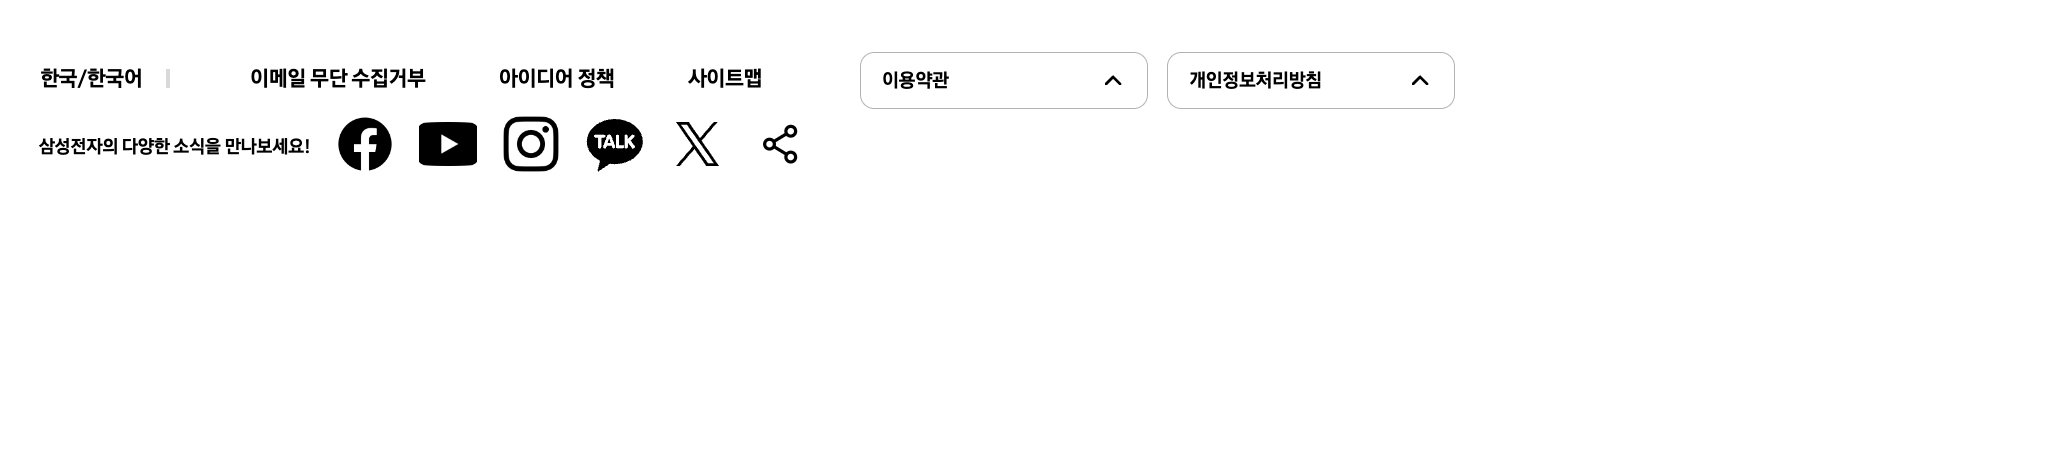 한국/한국어 이메일 무단 수집거부 아이디어 정책 사이트맵 이용약관 개인정보처리방침
삼성전자의 다양한 소식을 만나보세요! TALK